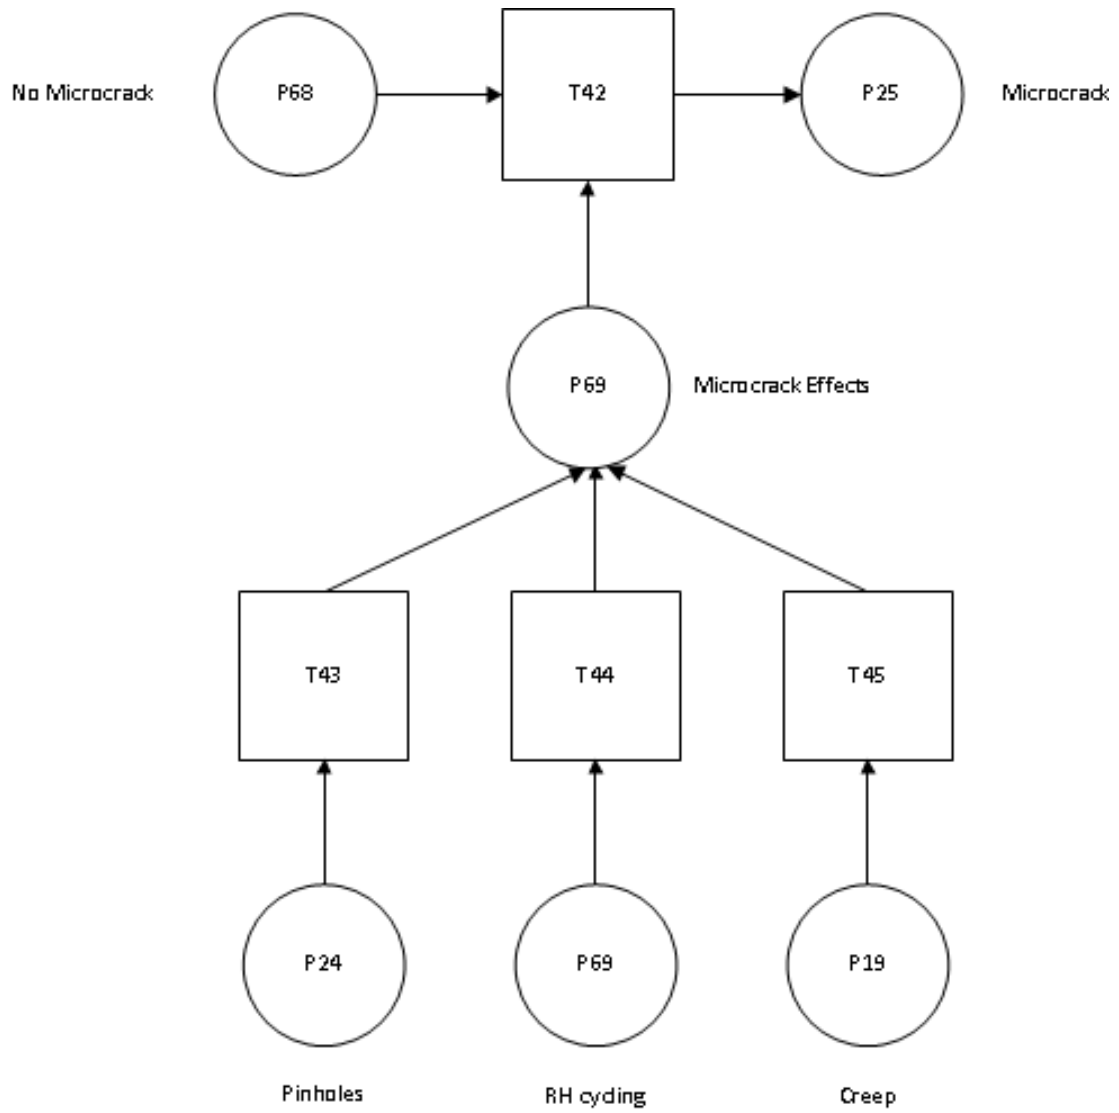 No Microcrack
P68
T42
P25
Microcrack
P69
Microcrack Effects
T43
T44
T45
P24
P69
P19
Pinholes
RH cycling
Creep